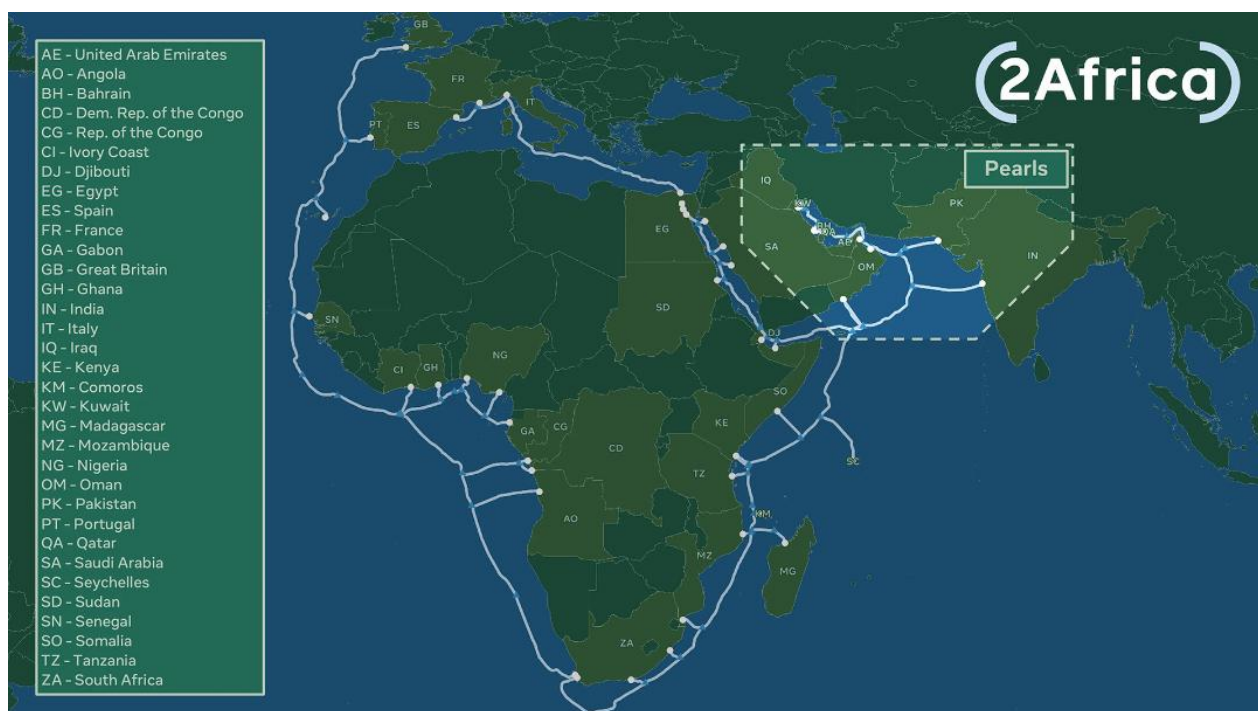 AE - United Arab Emirates
AO - Angola
BH - Bahrain
CD - Dem. Rep. of the Congo
CG - Rep. of the Congo
CI - Ivory Coast
DJ - Djibouti
EG - Egypt
ES - Spain
FR - France
GA - Gabon
GB - Great Britain
GH - Ghana
IN - India
IT - Italy
IQ - Iraq
KE - Kenya
KM - Comoros
KW - Kuwait
MG - Madagascar
MZ - Mozambique
NG - Nigeria
OM - Oman
PK - Pakistan
PT - Portugal
QA - Qatar
SA - Saudi Arabia
SC - Seychelles
SD - Sudan
SN - Senegal
SO - Somalia
TZ - Tanzania
ZA - South Africa
(2Africa)
Pearls
GB
FR
IT
PT
ES
IQ
KW
PK
BH
QA
AE
SA
OM
IN
EG
SD
DJ
SN
CI
GH
NG
SO
GA
CG
CD
KE
TZ
SC
AO
KM
MZ
MG
ZA